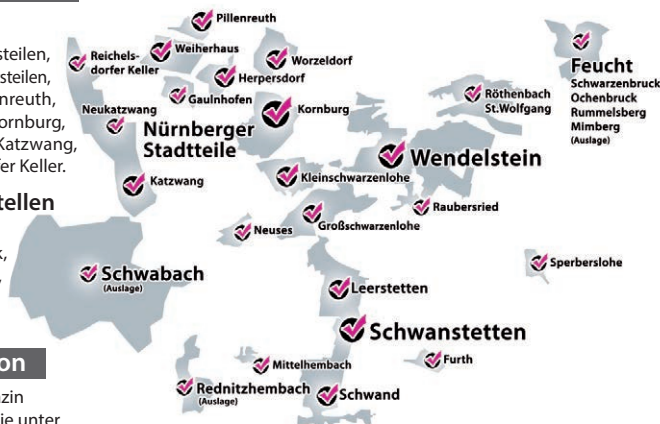 steilen,
steilen,
nreuth,
ornburg,
Katzwang,
fer Keller.
tellen
k,
on
zin
ie unter
Pillenreuth
Reichels-
dorfer Keller
Weiherhaus
Worzeldorf
Herpersdorf
Gaulnhofen
Neukatzwang
Kornburg
Nürnberger
Stadtteile
Katzwang
Feucht
Schwarzenbruck
Ochenbruck
Rummelsberg
Mimberg
(Auslage)
Röthenbach
St.Wolfgang
Wendelstein
Kleinschwarzenlohe
Raubersried
Großschwarzenlohe
Neuses
Sperberslohe
Schwabach
(Auslage)
Leerstetten
Schwanstetten
Mittelhembach
Furth
Rednitzhembach
(Auslage)
Schwand